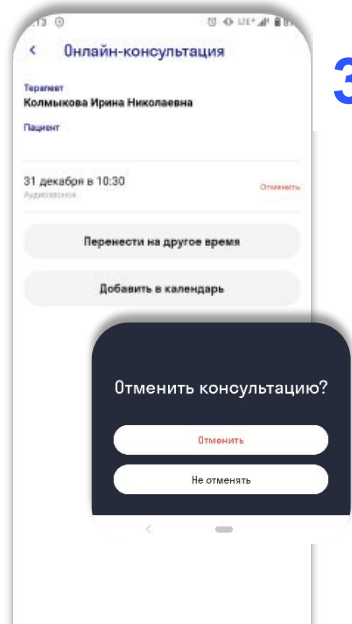 Онлайн-консультация
3
Терапевт
Колмыкова Ирина Николаевна
Пациент
31 декабря в 10:30
Отменить
Аудиозвонок
Перенести на другое время
Добавить в календарь
Отменить консультацию?
Отменить
Не отменять